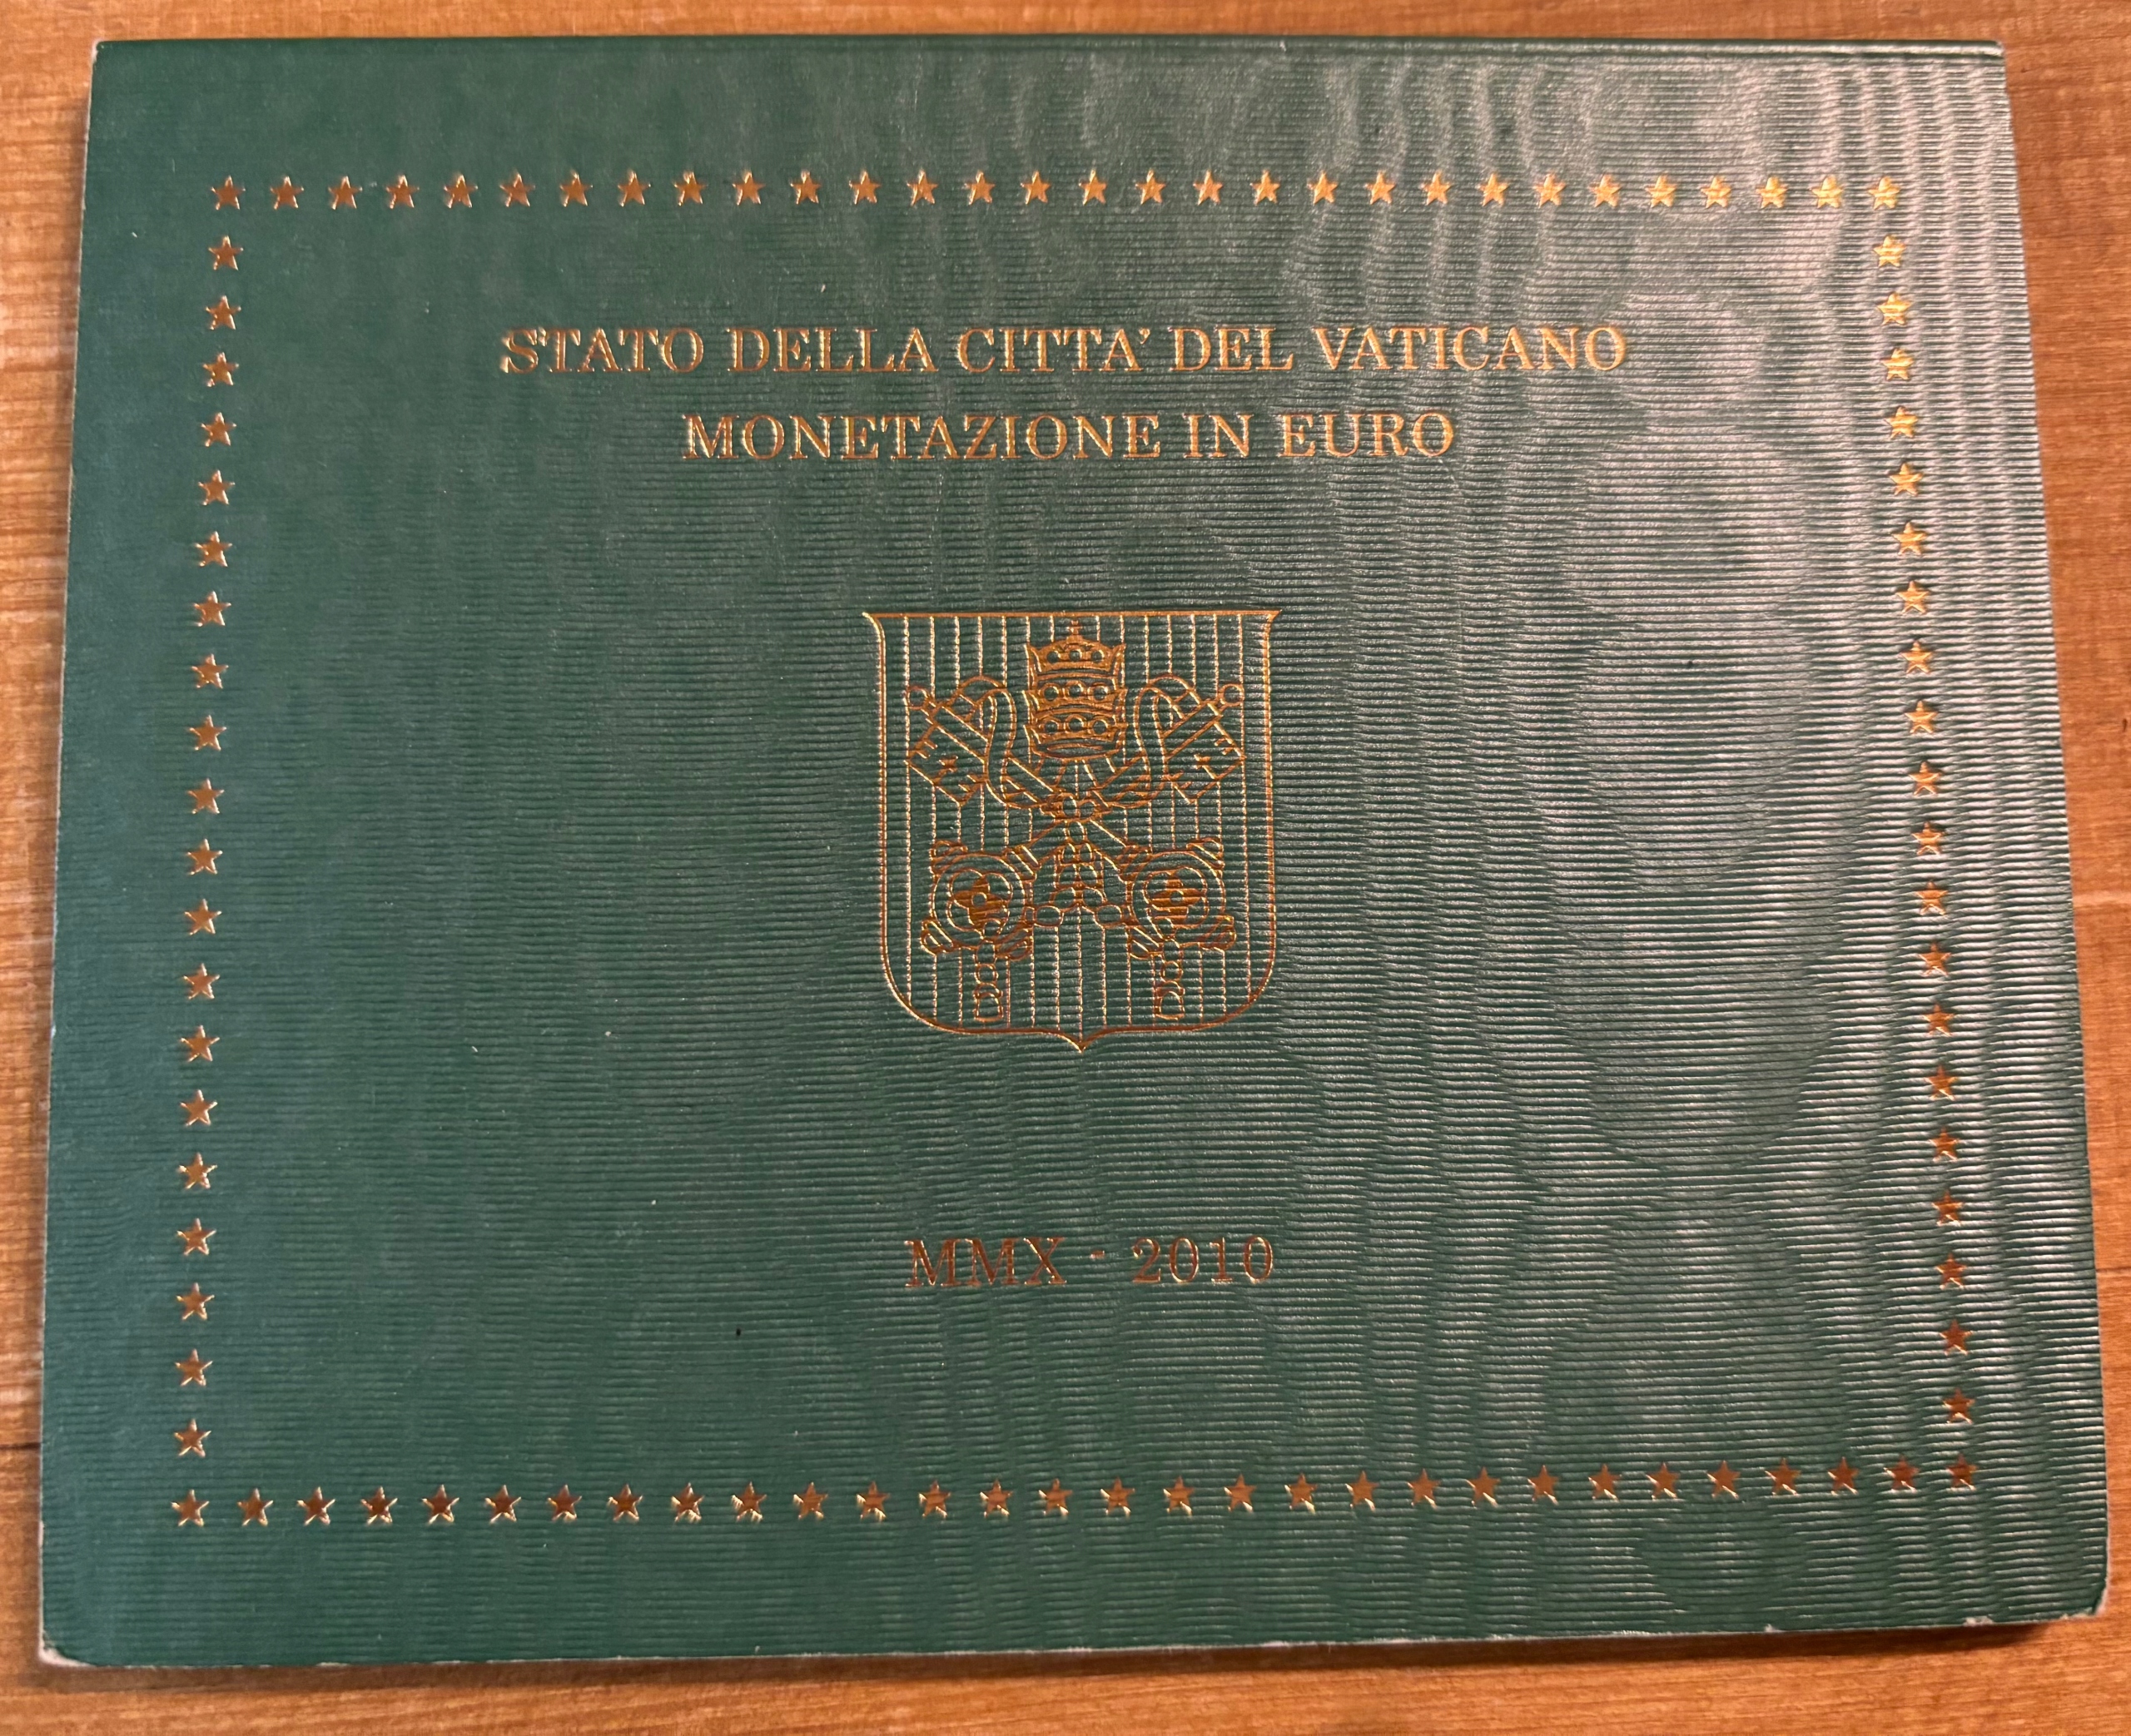 STATO DELLA CITTA' DEL VATICANO
MONETAZIONE IN EURO
MMX - 2010